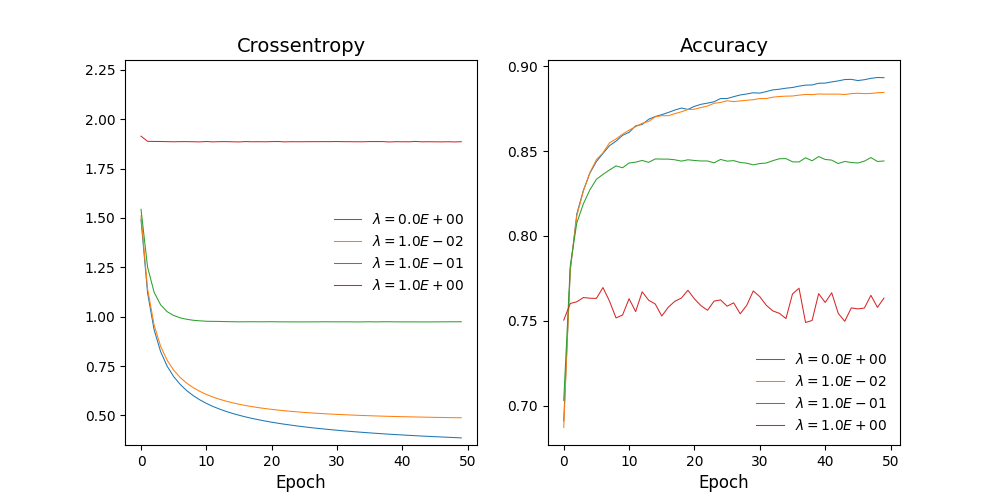 Crossentropy
2.25
2.00
1.75
1.50
1.25
1.00
0.75
0.50
0 10 20 30 40 50
Epoch
λ = 0.0E + 00
λ = 1.0E − 02
λ = 1.0E − 01
λ = 1.0E + 00
Accuracy
0.90
0.85
0.80
0.75
0.70
0 10 20 30 40 50
Epoch
λ = 0.0E + 00
λ = 1.0E − 02
λ = 1.0E − 01
λ = 1.0E + 00